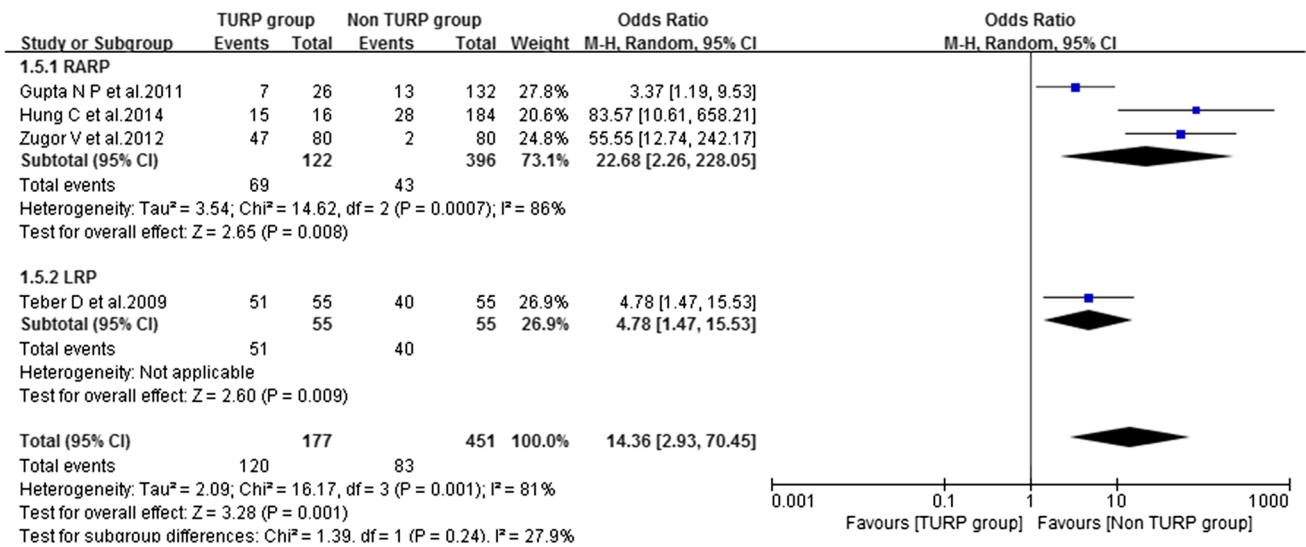 TURP group Non TURP group Odds Ratio Odds Ratio
Study or Subgroup Events Total Events Total Weight M-H, Random, 95% CI M-H, Random, 95% CI
1.5.1 RARP
Gupta N P et al.2011 7 26 13 132 27.8% 3.37 [1.19, 9.53]
Hung C et al.2014 15 16 28 184 20.6% 83.57 [10.61, 658.21]
Zugor V et al.2012 47 80 2 80 24.8% 55.55 [12.74, 242.17]
Subtotal (95% CI) 122 396 73.1% 22.68 [2.26, 228.05]
Total events 69 43
Heterogeneity: Tau² = 3.54; Chi² = 14.62, df = 2 (P = 0.0007); I² = 86%
Test for overall effect: Z = 2.65 (P = 0.008)
1.5.2 LRP
Teber D et al.2009 51 55 40 55 26.9% 4.78 [1.47, 15.53]
Subtotal (95% CI) 55 55 26.9% 4.78 [1.47, 15.53]
Total events 51 40
Heterogeneity: Not applicable
Test for overall effect: Z = 2.60 (P = 0.009)
Total (95% CI) 177 451 100.0% 14.36 [2.93, 70.45]
Total events 120 83
Heterogeneity: Tau² = 2.09; Chi² = 16.17, df = 3 (P = 0.001); I² = 81%
Test for overall effect: Z = 3.28 (P = 0.001)
Test for subgroup differences: Chi² = 1.39, df = 1 (P = 0.24), I² = 27.9%
0.001 0.1 1 10 1000
Favours [TURP group] Favours [Non TURP group]